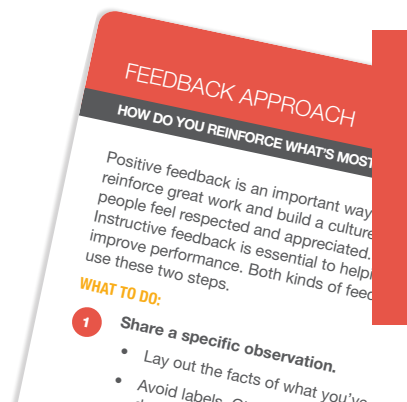 FEEDBACK APPROACH
HOW DO YOU REINFORCE WHAT'S MOST
Positive feedback is an important way
reinforce great work and build a culture
people feel respected and appreciated.
Instructive feedback is essential to helpi
improve performance. Both kinds of feed
use these two steps.
WHAT TO DO:
1 Share a specific observation.
• Lay out the facts of what you've
• Avoid labels.